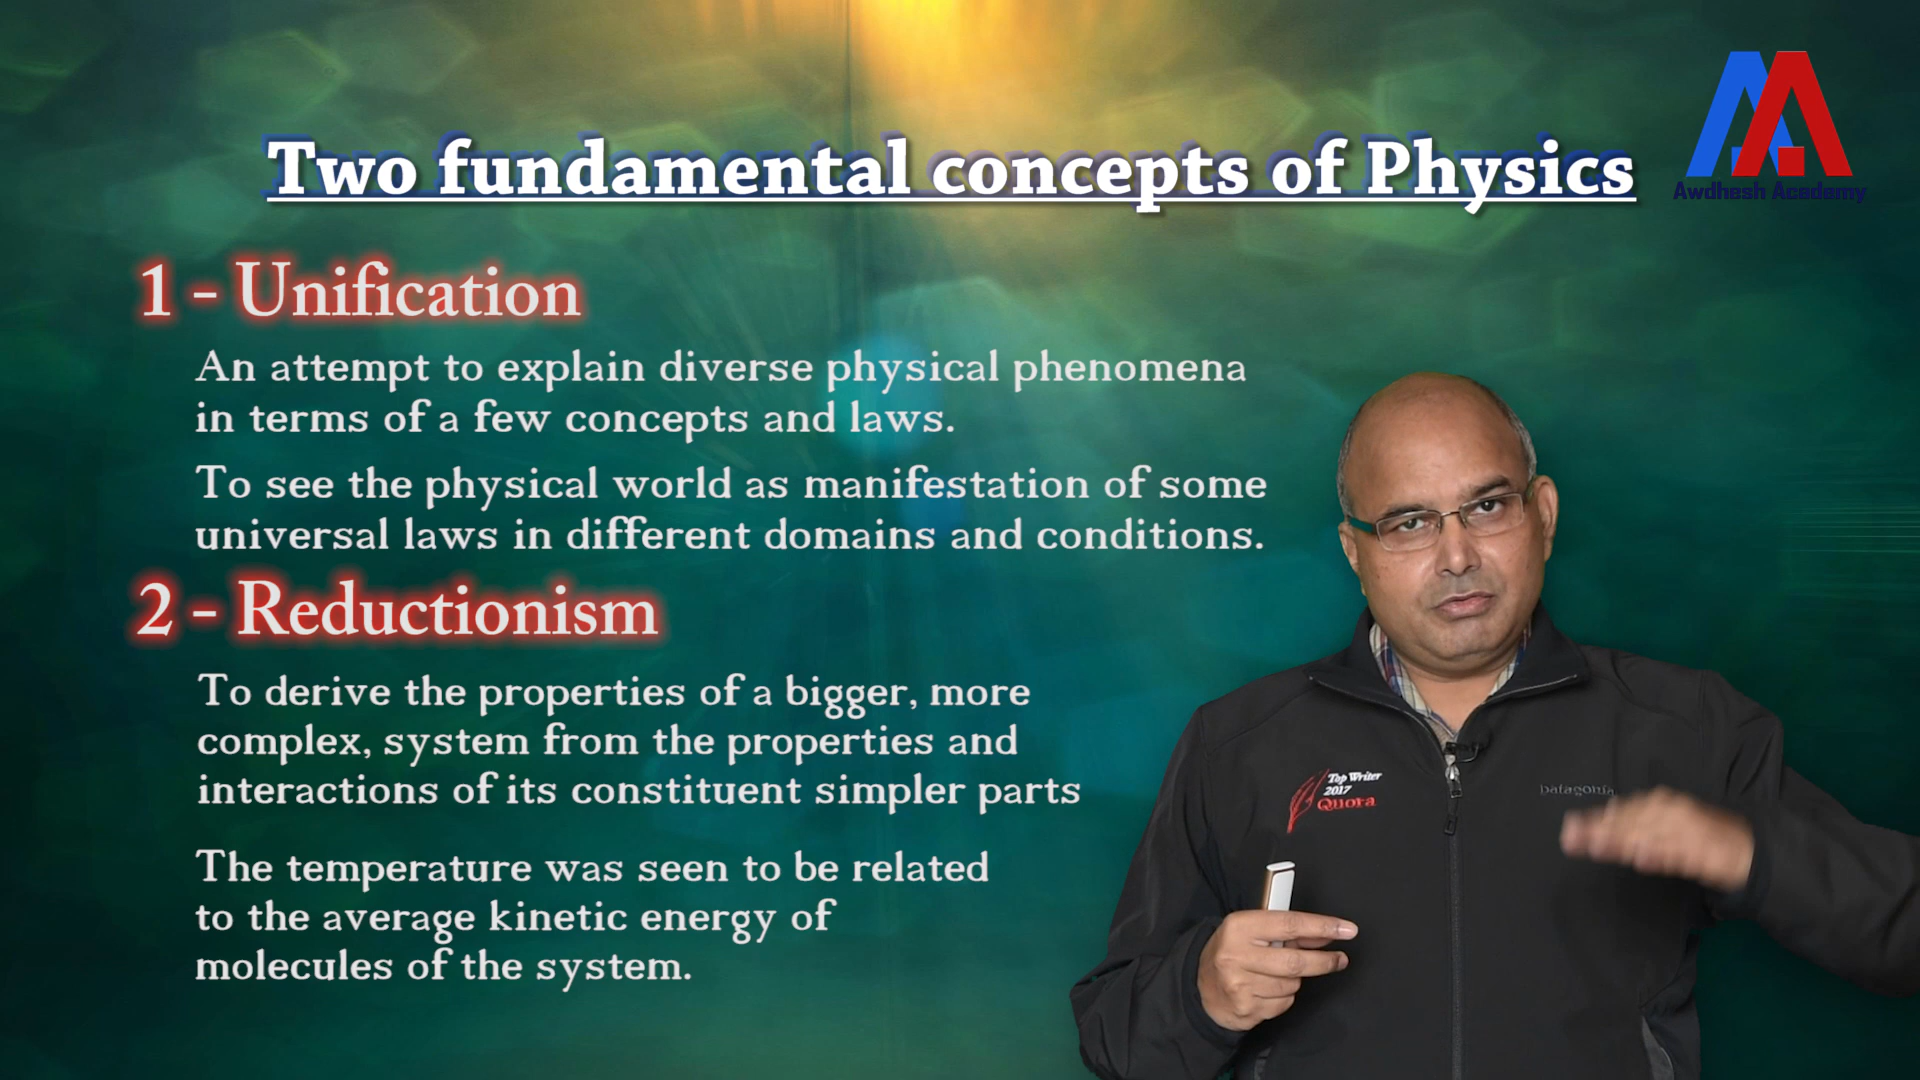 Two fundamental concepts of Physics
Awdhesh Academy
1 - Unification
An attempt to explain diverse physical phenomena
in terms of a few concepts and laws.
To see the physical world as manifestation of some
universal laws in different domains and conditions.
2 - Reductionism
To derive the properties of a bigger, more
complex, system from the properties and
interactions of its constituent simpler parts
The temperature was seen to be related
to the average kinetic energy of
molecules of the system.
Top Writer
2017
Quora
patagonia